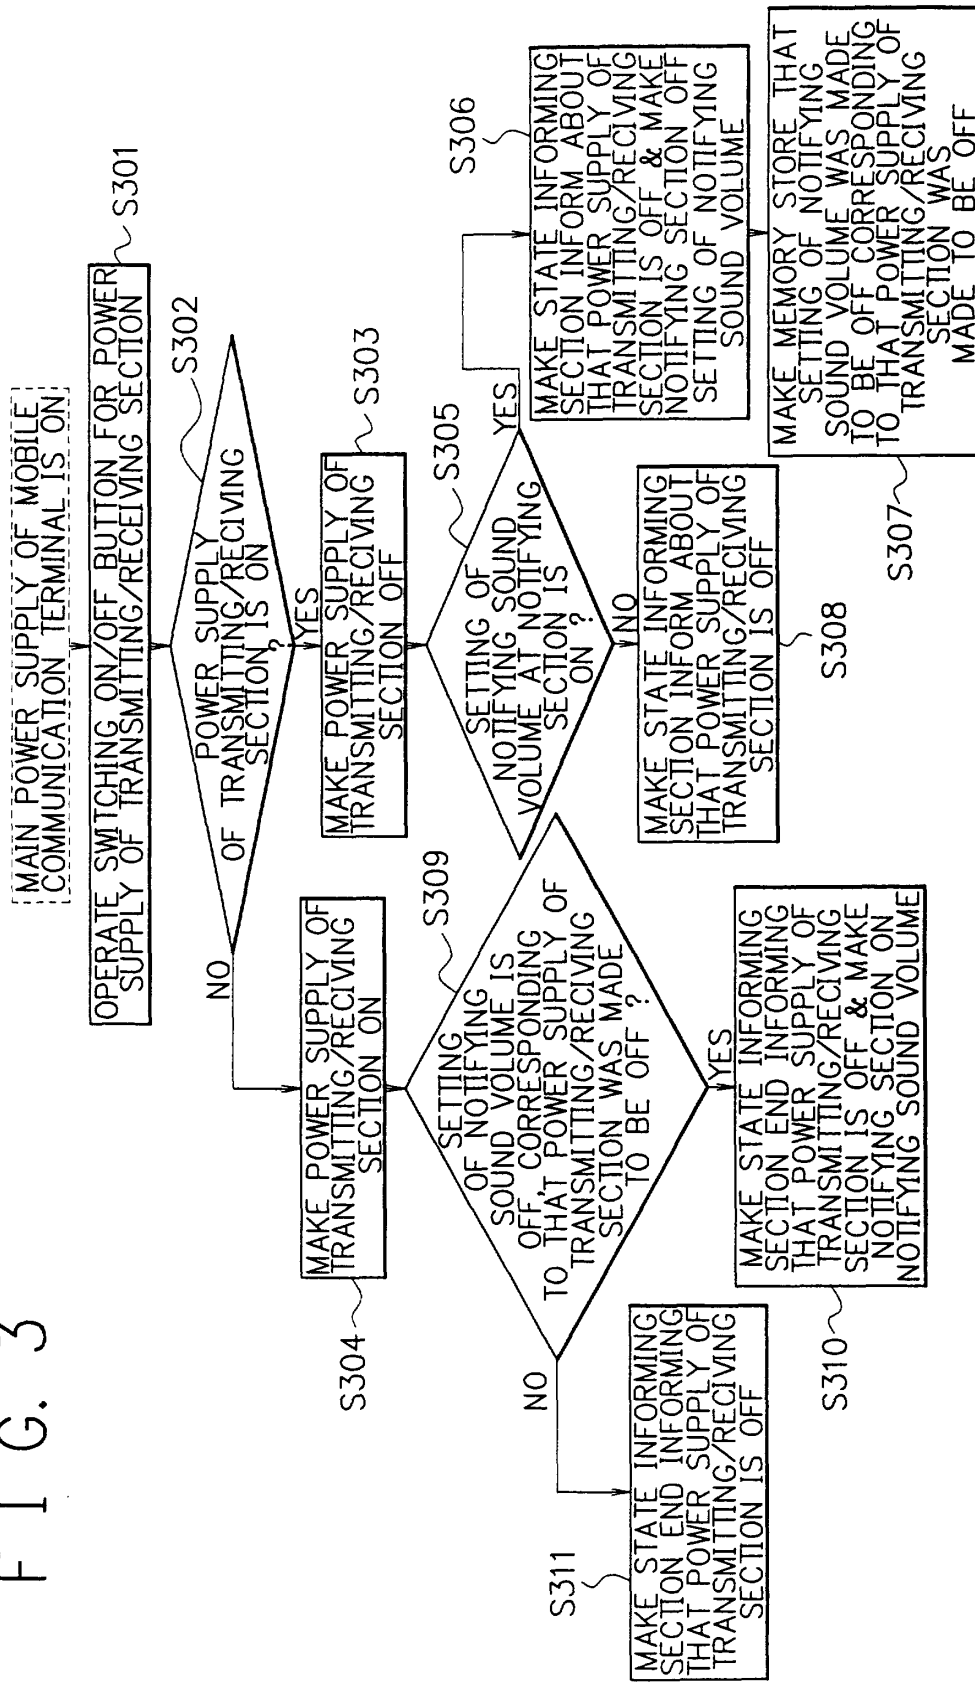 F I G. 3
MAIN POWER SUPPLY OF MOBILE
COMMUNICATION TERMINAL IS ON
OPERATE SWITCHING ON/OFF BUTTON FOR POWER
SUPPLY OF TRANSMITTING/RECEIVING SECTION
S301
POWER SUPPLY
OF TRANSMITTING/RECIVING
SECTION IS ON
?
S302
YES
NO
MAKE POWER SUPPLY OF
TRANSMITTING/RECIVING
SECTION OFF
S303
MAKE POWER SUPPLY OF
TRANSMITTING/RECIVING
SECTION ON
S304
SETTING OF
NOTIFYING SOUND
VOLUME AT NOTIFYING
SECTION IS
ON ?
S305
YES
NO
MAKE STATE INFORMING
SECTION INFORM ABOUT
THAT POWER SUPPLY OF
TRANSMITTING/RECIVING
SECTION IS OFF & MAKE
NOTIFYING SECTION OFF
SETTING OF NOTIFYING
SOUND VOLUME
S306
MAKE MEMORY STORE THAT
SETTING OF NOTIFYING
SOUND VOLUME WAS MADE
TO BE OFF CORRESPONDING
TO THAT POWER SUPPLY OF
TRANSMITTING/RECIVING
SECTION WAS
MADE TO BE OFF
S307
MAKE STATE INFORMING
SECTION INFORM ABOUT
THAT POWER SUPPLY OF
TRANSMITTING/RECIVING
SECTION IS OFF
S308
SETTING
OF NOTIFYING
SOUND VOLUME IS
OFF, CORRESPONDING
TO THAT POWER SUPPLY OF
TRANSMITTING/RECIVING
SECTION WAS MADE
TO BE OFF ?
S309
YES
NO
MAKE STATE INFORMING
SECTION END INFORMING
THAT POWER SUPPLY OF
TRANSMITTING/RECIVING
SECTION IS OFF & MAKE
NOTIFYING SECTION ON
NOTIFYING SOUND VOLUME
S310
MAKE STATE INFORMING
SECTION END INFORMING
THAT POWER SUPPLY OF
TRANSMITTING/RECIVING
SECTION IS OFF
S311